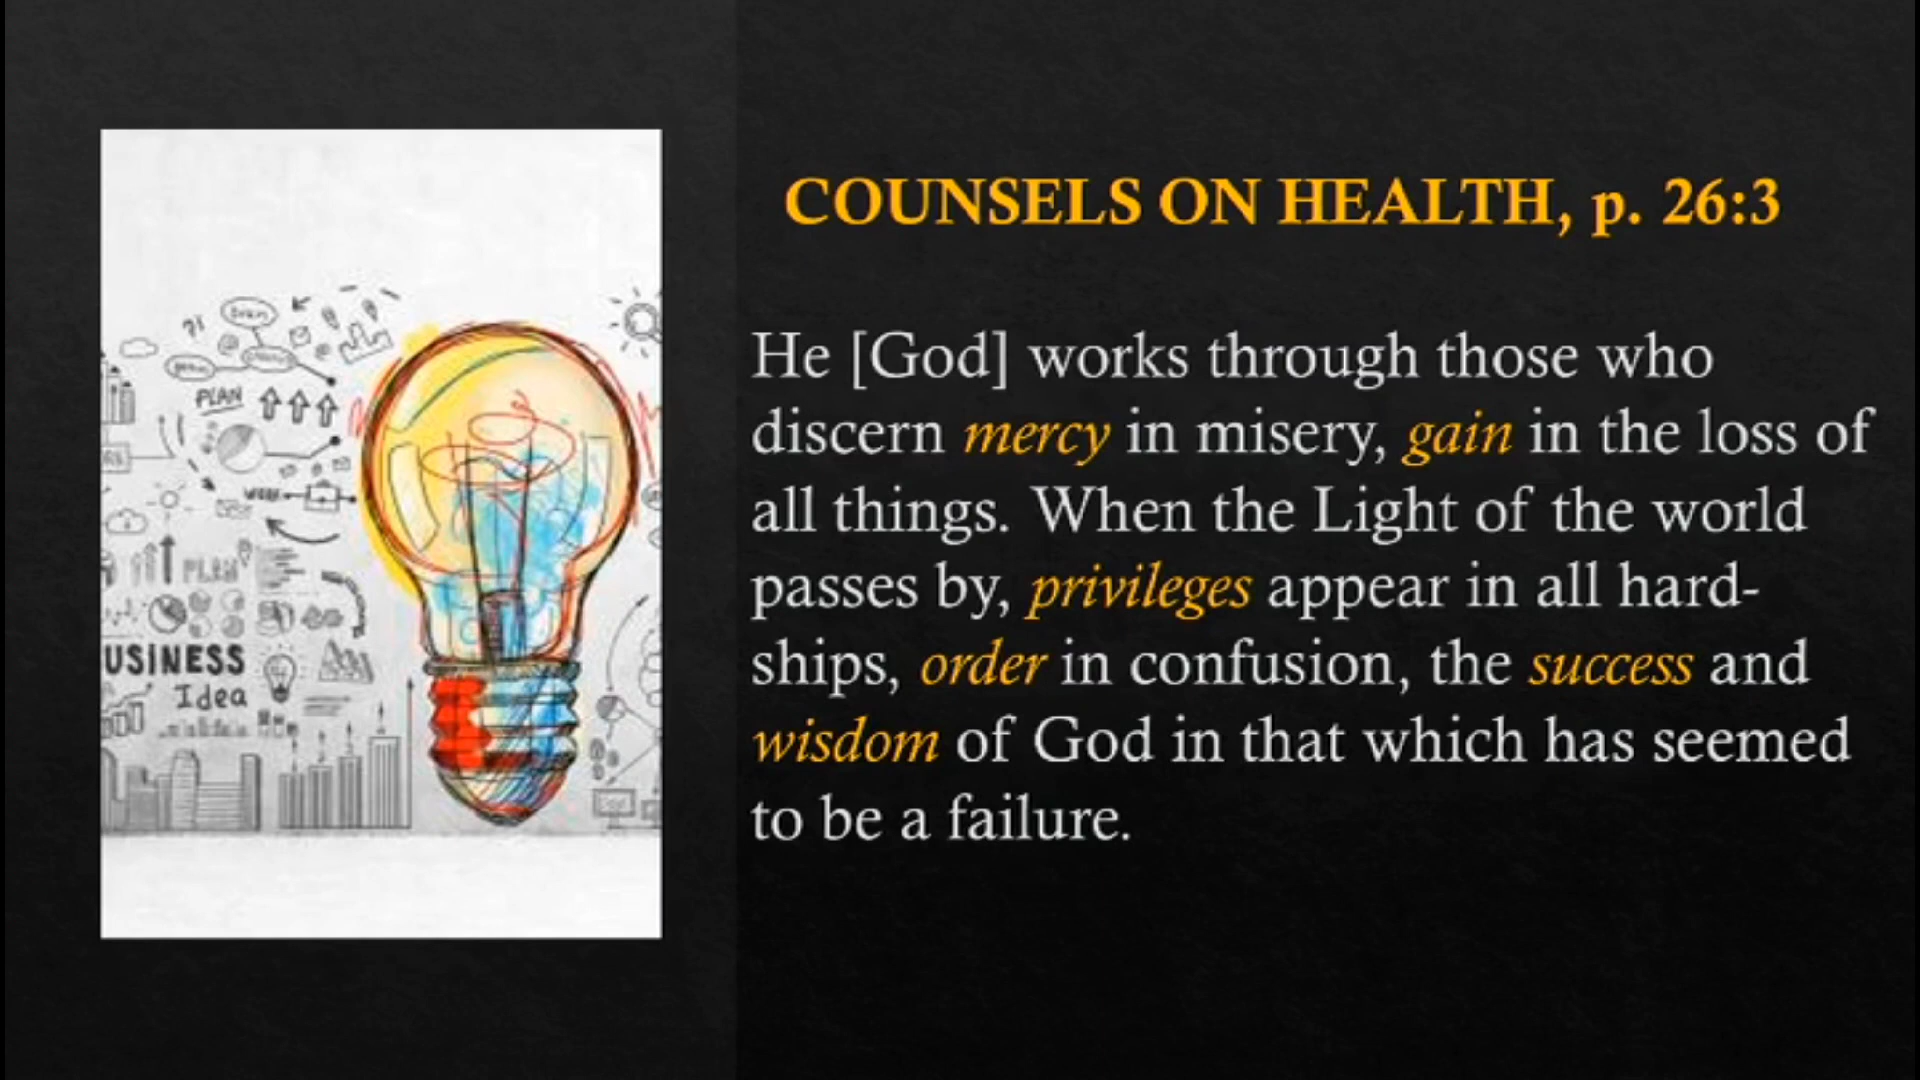 COUNSELS ON HEALTH, p. 26:3
He [God] works through those who
discern mercy in misery, gain in the loss of
all things. When the Light of the world
passes by, privileges appear in all hard-
ships, order in confusion, the success and
wisdom of God in that which has seemed
to be a failure.
PLAN
WORK
PLAN
USINESS
Idea